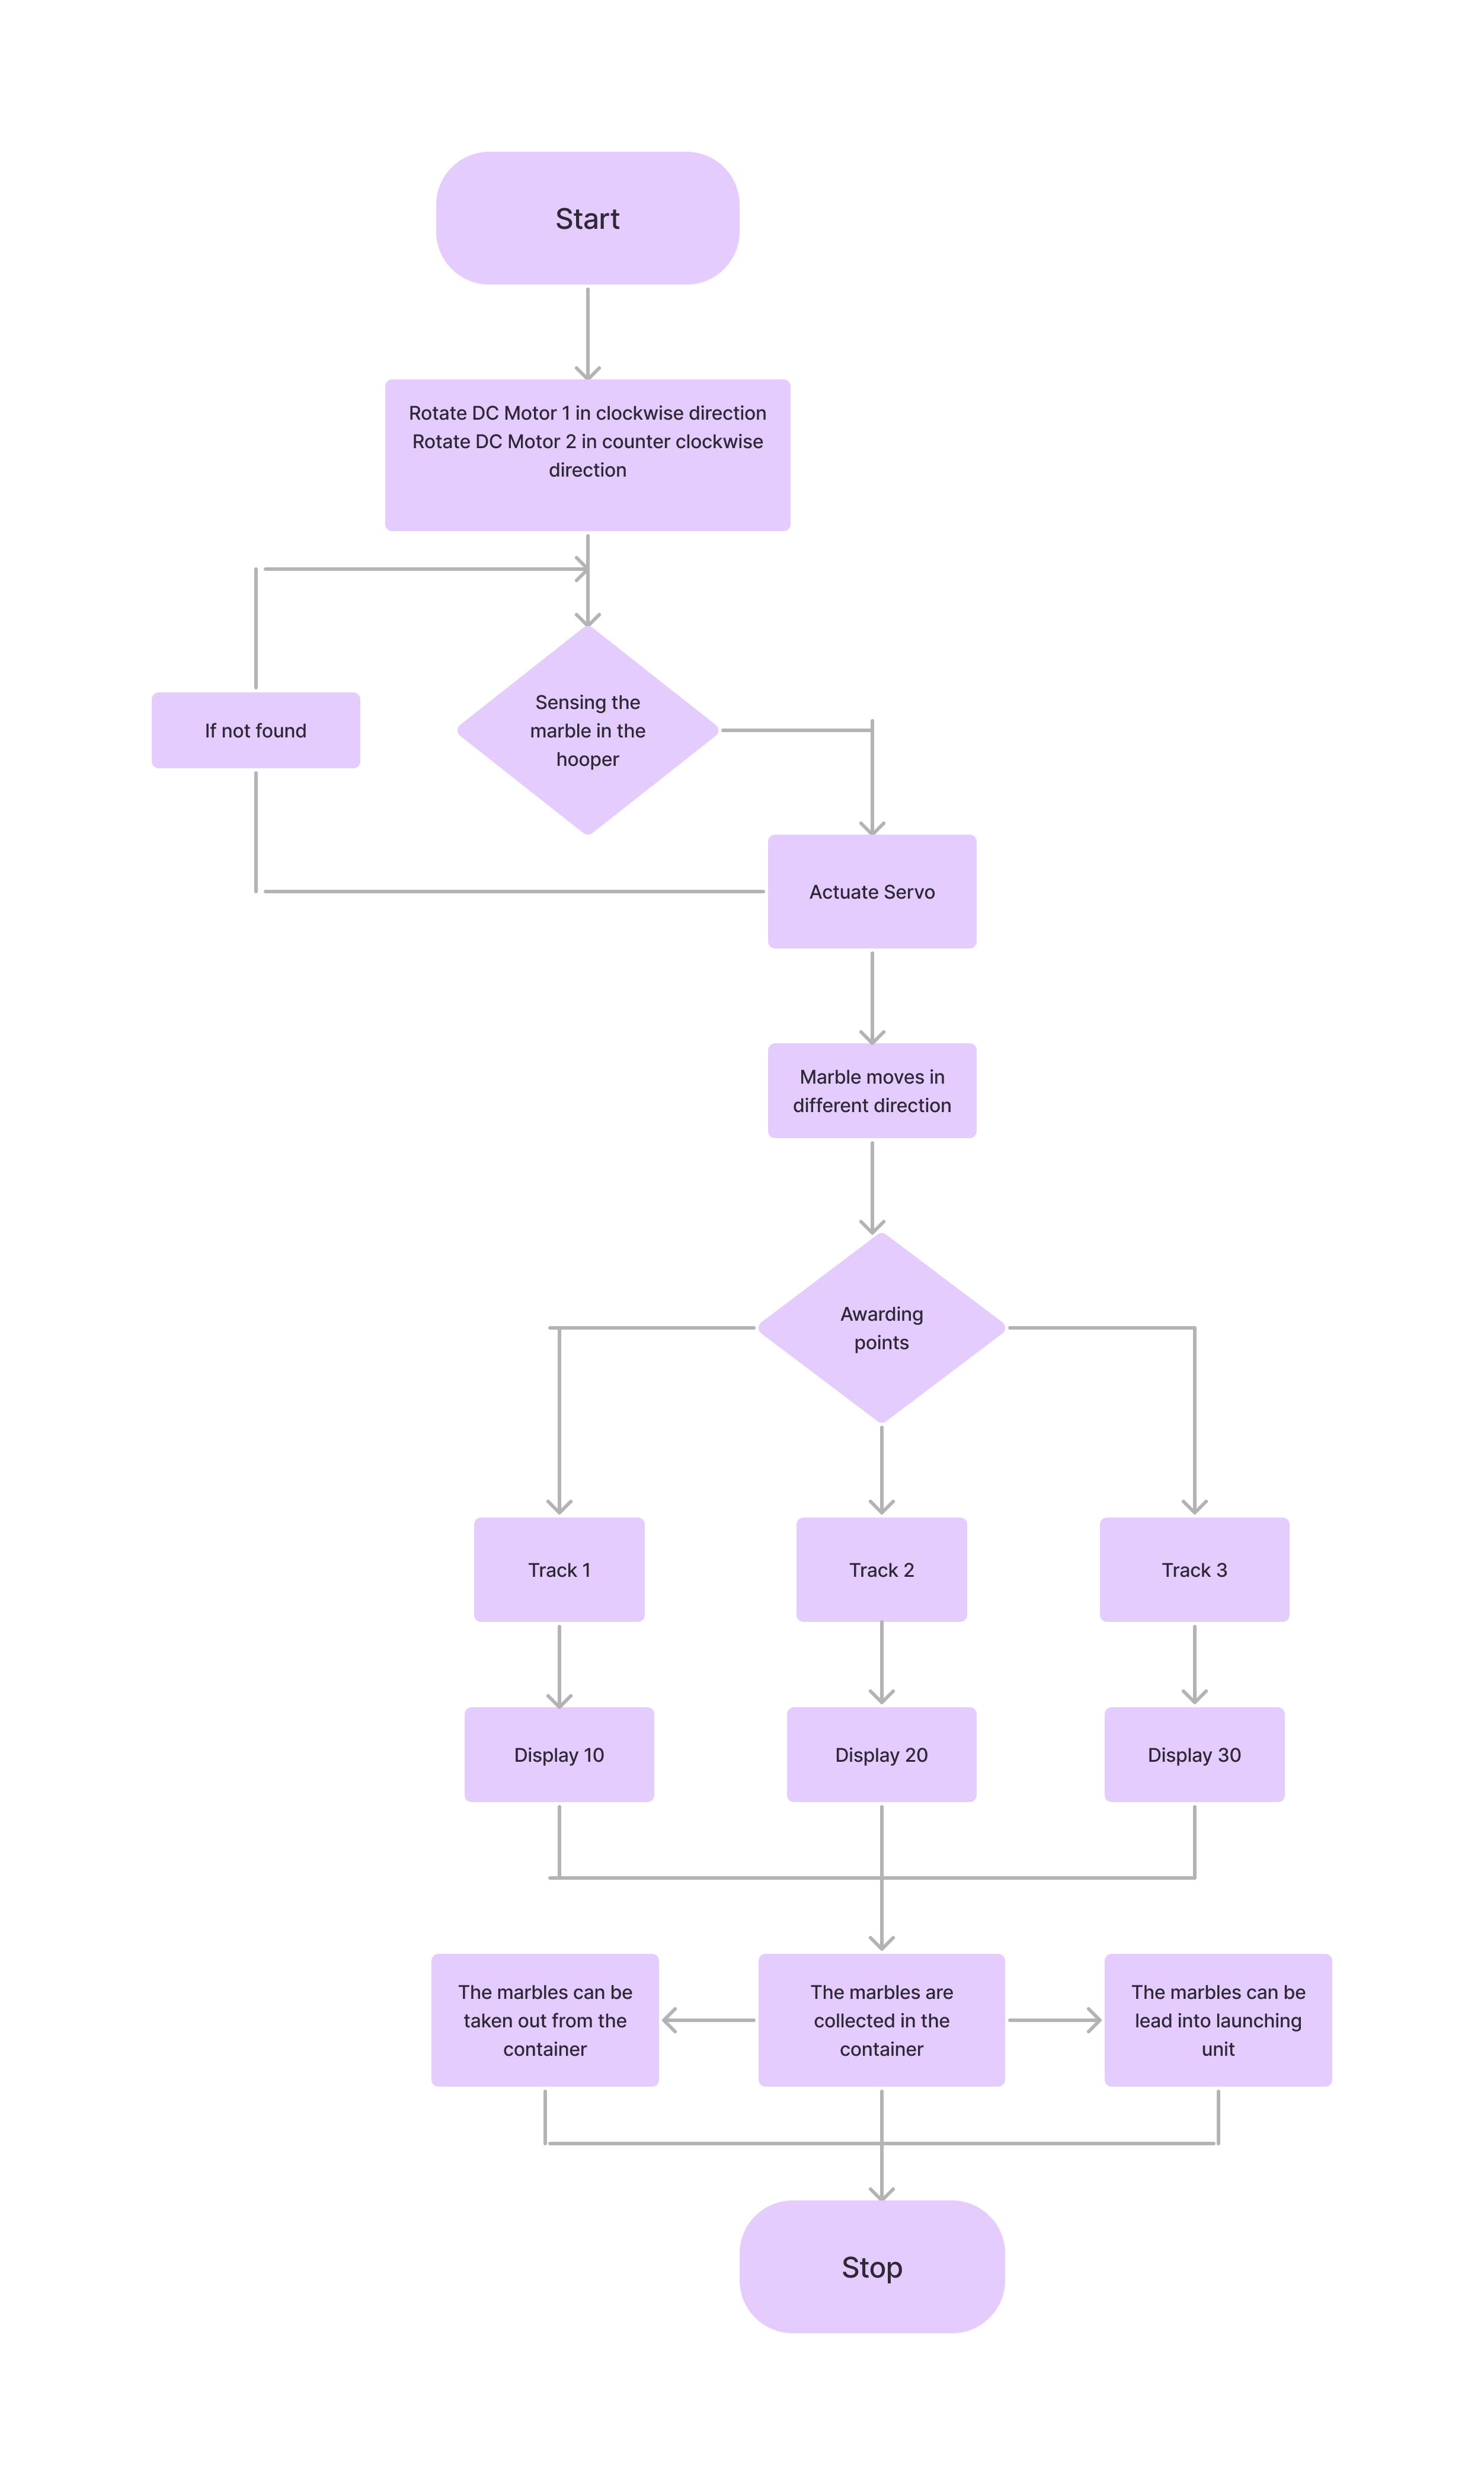 Start
Rotate DC Motor 1 in clockwise direction
Rotate DC Motor 2 in counter clockwise
direction
If not found
Sensing the
marble in the
hooper
Actuate Servo
Marble moves in
different direction
Awarding
points
Track 1
Track 2
Track 3
Display 10
Display 20
Display 30
The marbles can be
taken out from the
container
The marbles are
collected in the
container
The marbles can be
lead into launching
unit
Stop